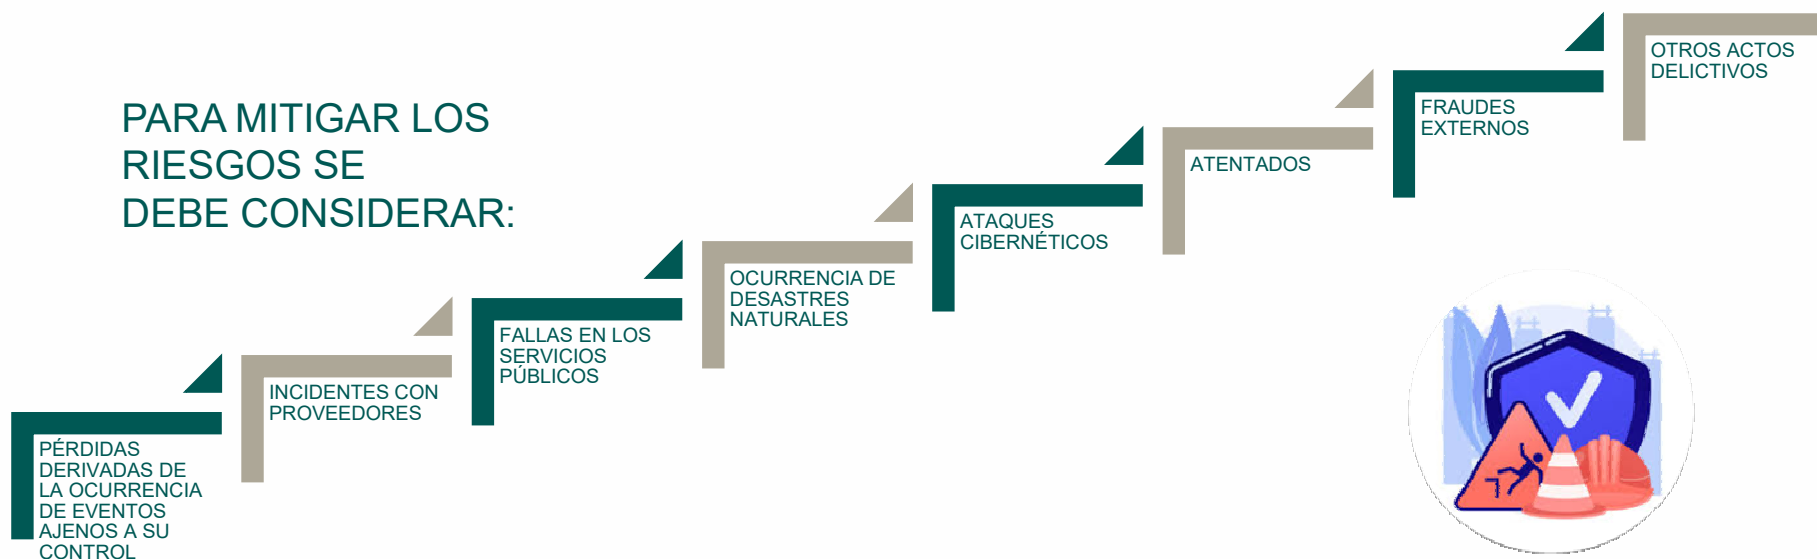 PARA MITIGAR LOS
RIESGOS SE
DEBE CONSIDERAR:
PÉRDIDAS
DERIVADAS DE
LA OCURRENCIA
DE EVENTOS
AJENOS A SU
CONTROL
INCIDENTES CON
PROVEEDORES
FALLAS EN LOS
SERVICIOS
PÚBLICOS
OCURRENCIA DE
DESASTRES
NATURALES
ATAQUES
CIBERNÉTICOS
ATENTADOS
FRAUDES
EXTERNOS
OTROS ACTOS
DELICTIVOS